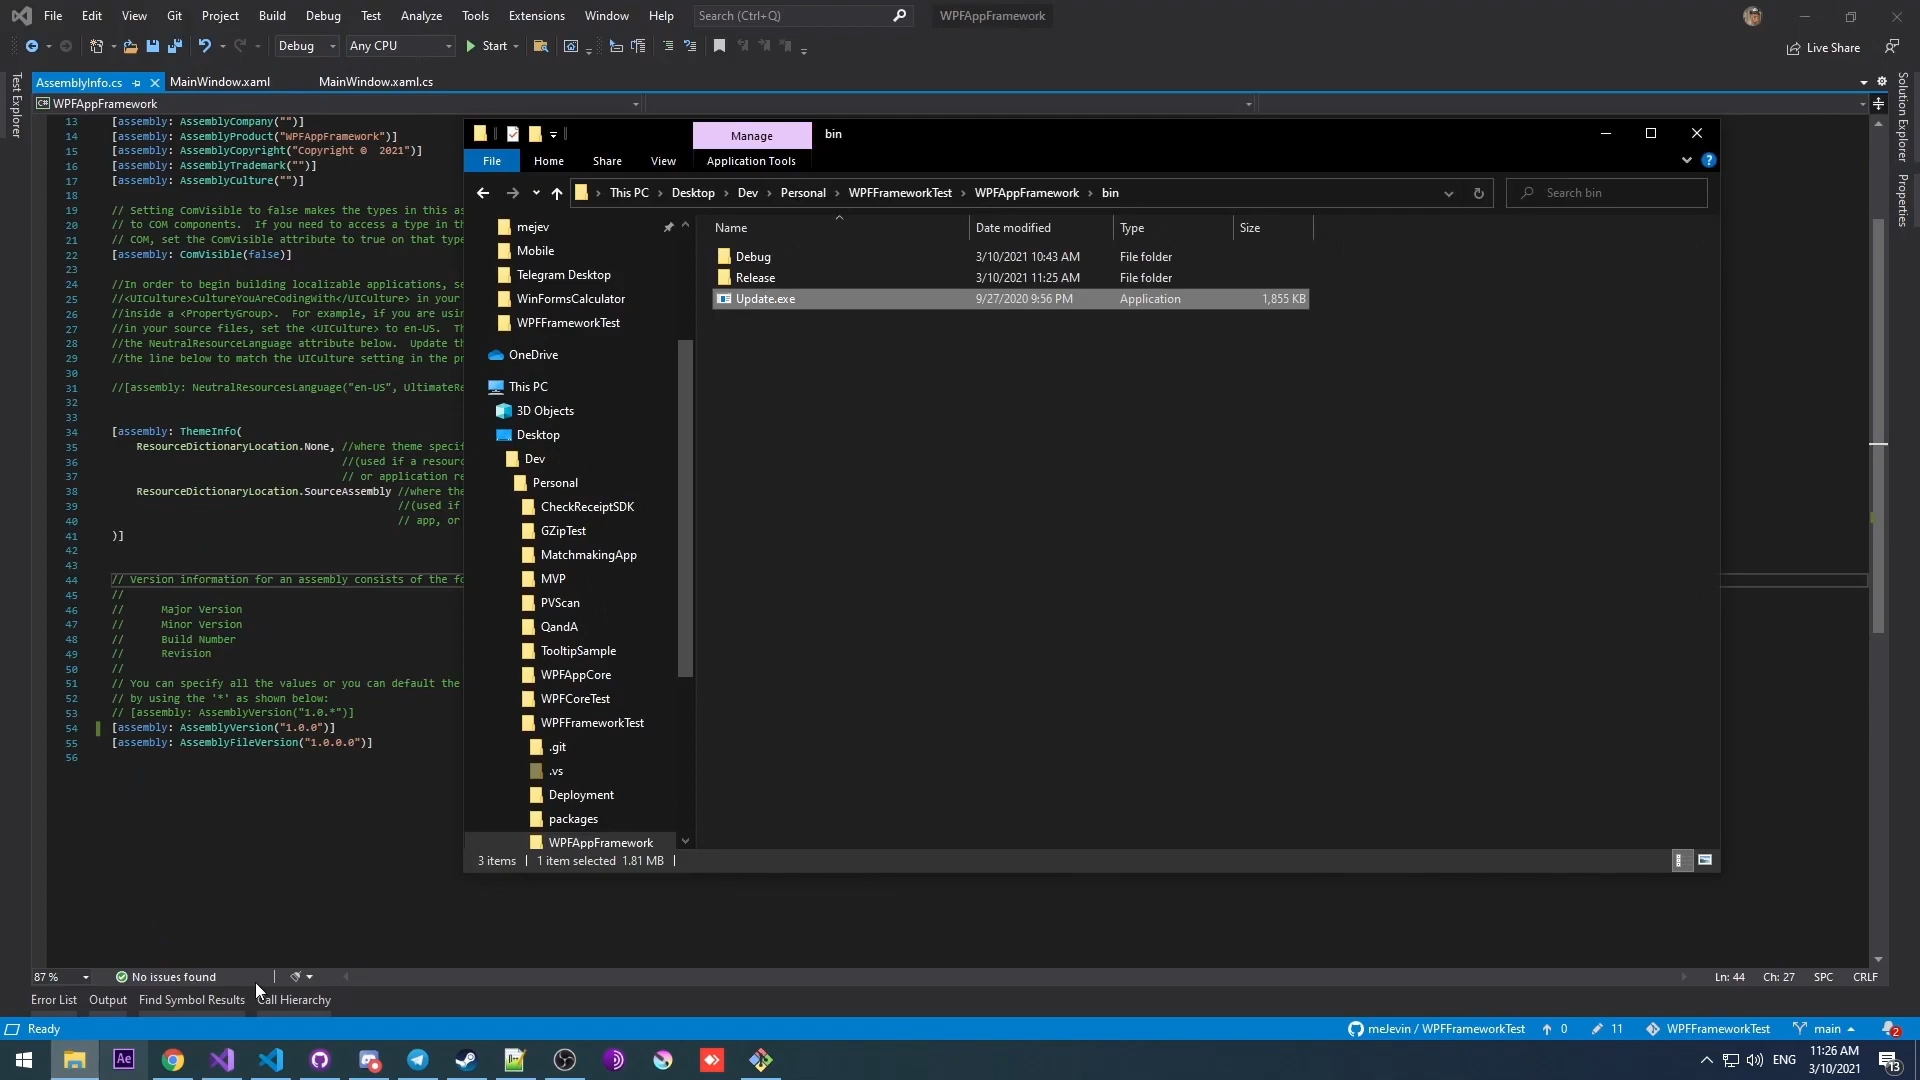 File Edit View Git Project Build Debug Test Analyze Tools Extensions Window Help Search (Ctrl+Q) WPFAppFramework
Debug Any CPU Start Live Share
AssemblyInfo.cs MainWindow.xaml MainWindow.xaml.cs
C# WPFAppFramework
Test Explorer
Solution Explorer
Properties
13 [assembly: AssemblyCompany("")]
14 [assembly: AssemblyProduct("WPFAppFramework")]
15 [assembly: AssemblyCopyright("Copyright ©  2021")]
16 [assembly: AssemblyTrademark("")]
17 [assembly: AssemblyCulture("")]
18
19 // Setting ComVisible to false makes the types in this as
20 // to COM components.  If you need to access a type in th
21 // COM, set the ComVisible attribute to true on that type
22 [assembly: ComVisible(false)]
23
24 //In order to begin building localizable applications, se
25 //<UICulture>CultureYouAreCodingWith</UICulture> in your
26 //inside a <PropertyGroup>.  For example, if you are usin
27 //in your source files, set the <UICulture> to en-US.  Th
28 //the NeutralResourceLanguage attribute below.  Update th
29 //the line below to match the UICulture setting in the pr
30
31 //[assembly: NeutralResourcesLanguage("en-US", UltimateRe
32
33
34 [assembly: ThemeInfo(
35 ResourceDictionaryLocation.None, //where theme specif
36 //(used if a resourc
37 // or application re
38 ResourceDictionaryLocation.SourceAssembly //where the
39 //(used if
40 // app, or
41 )]
42
43
44 // Version information for an assembly consists of the fo
45 //
46 //      Major Version
47 //      Minor Version
48 //      Build Number
49 //      Revision
50 //
51 // You can specify all the values or you can default the
52 // by using the '*' as shown below:
53 // [assembly: AssemblyVersion("1.0.*")]
54 [assembly: AssemblyVersion("1.0.0")]
55 [assembly: AssemblyFileVersion("1.0.0.0")]
56
Manage bin
File Home Share View Application Tools
This PC Desktop Dev Personal WPFFrameworkTest WPFAppFramework bin Search bin
mejev
Mobile
Telegram Desktop
WinFormsCalculator
WPFFrameworkTest
OneDrive
This PC
3D Objects
Desktop
Dev
Personal
CheckReceiptSDK
GZipTest
MatchmakingApp
MVP
PVScan
QandA
TooltipSample
WPFAppCore
WPFCoreTest
WPFFrameworkTest
.git
.vs
Deployment
packages
WPFAppFramework
Name Date modified Type Size
Debug 3/10/2021 10:43 AM File folder
Release 3/10/2021 11:25 AM File folder
Update.exe 9/27/2020 9:56 PM Application 1,855 KB
3 items 1 item selected 1.81 MB
87 % No issues found Ln: 44 Ch: 27 SPC CRLF
Error List Output Find Symbol Results Call Hierarchy
Ready meJevin / WPFFrameworkTest 0 11 WPFFrameworkTest main 2
Ae ENG 11:26 AM
3/10/2021 13